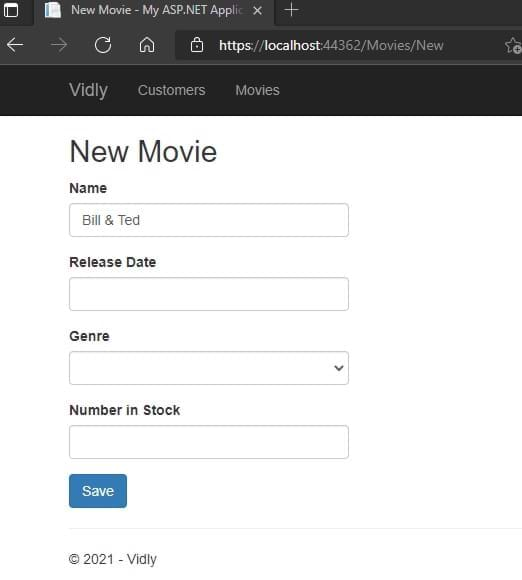 New Movie - My ASP.NET Applic
https://localhost:44362/Movies/New
Vidly Customers Movies
New Movie
Name
Bill & Ted
Release Date
Genre
Number in Stock
Save
© 2021 - Vidly